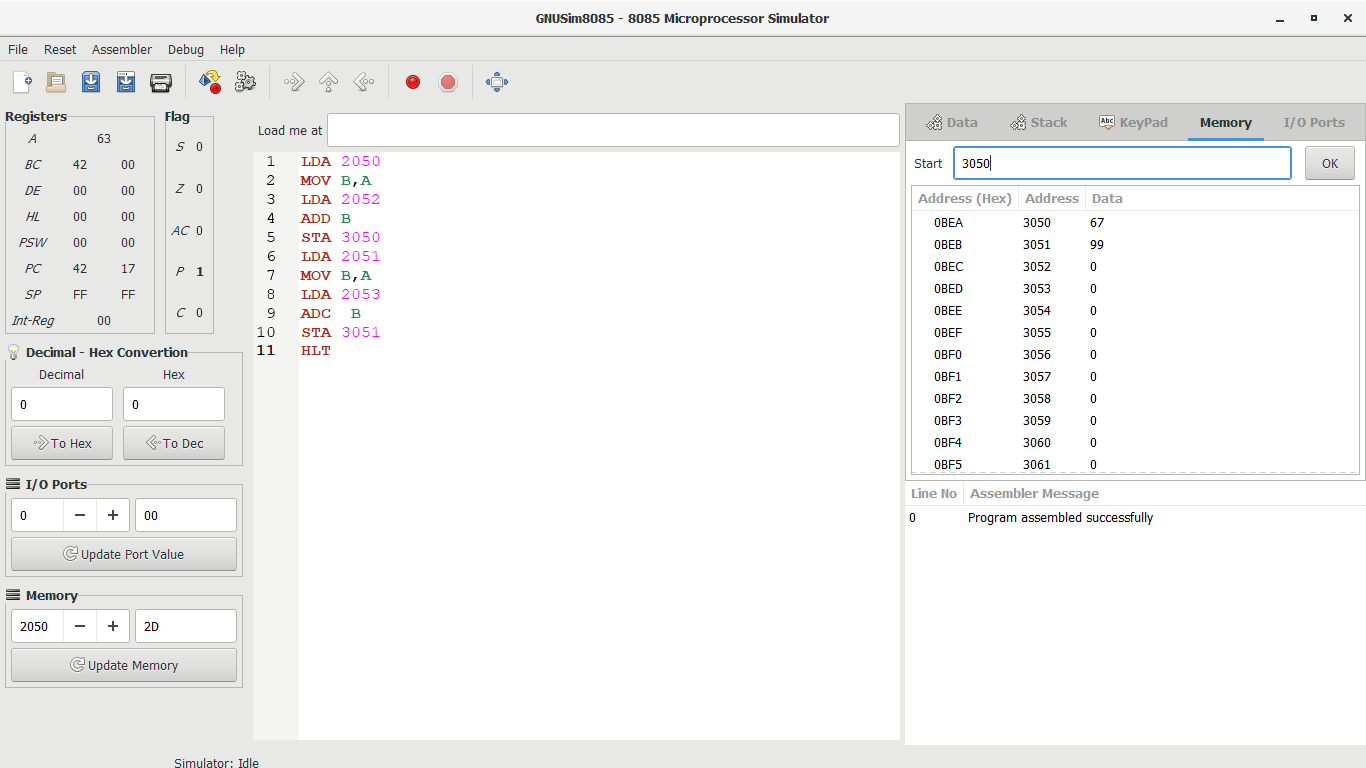 GNUSim8085 - 8085 Microprocessor Simulator
File Reset Assembler Debug Help
Registers
A 63
BC 42 00
DE 00 00
HL 00 00
PSW 00 00
PC 42 17
SP FF FF
Int-Reg 00
Flag
S 0
Z 0
AC 0
P 1
C 0
Decimal - Hex Convertion
Decimal Hex
0 0
To Hex To Dec
I/O Ports
0 − + 00
Update Port Value
Memory
2050 − + 2D
Update Memory
Load me at
1 LDA 2050
2 MOV B,A
3 LDA 2052
4 ADD B
5 STA 3050
6 LDA 2051
7 MOV B,A
8 LDA 2053
9 ADC  B
10 STA 3051
11 HLT
Data Stack Abc KeyPad Memory I/O Ports
Start 3050 OK
Address (Hex) Address Data
0BEA 3050 67
0BEB 3051 99
0BEC 3052 0
0BED 3053 0
0BEE 3054 0
0BEF 3055 0
0BF0 3056 0
0BF1 3057 0
0BF2 3058 0
0BF3 3059 0
0BF4 3060 0
0BF5 3061 0
Line No Assembler Message
0 Program assembled successfully
Simulator: Idle